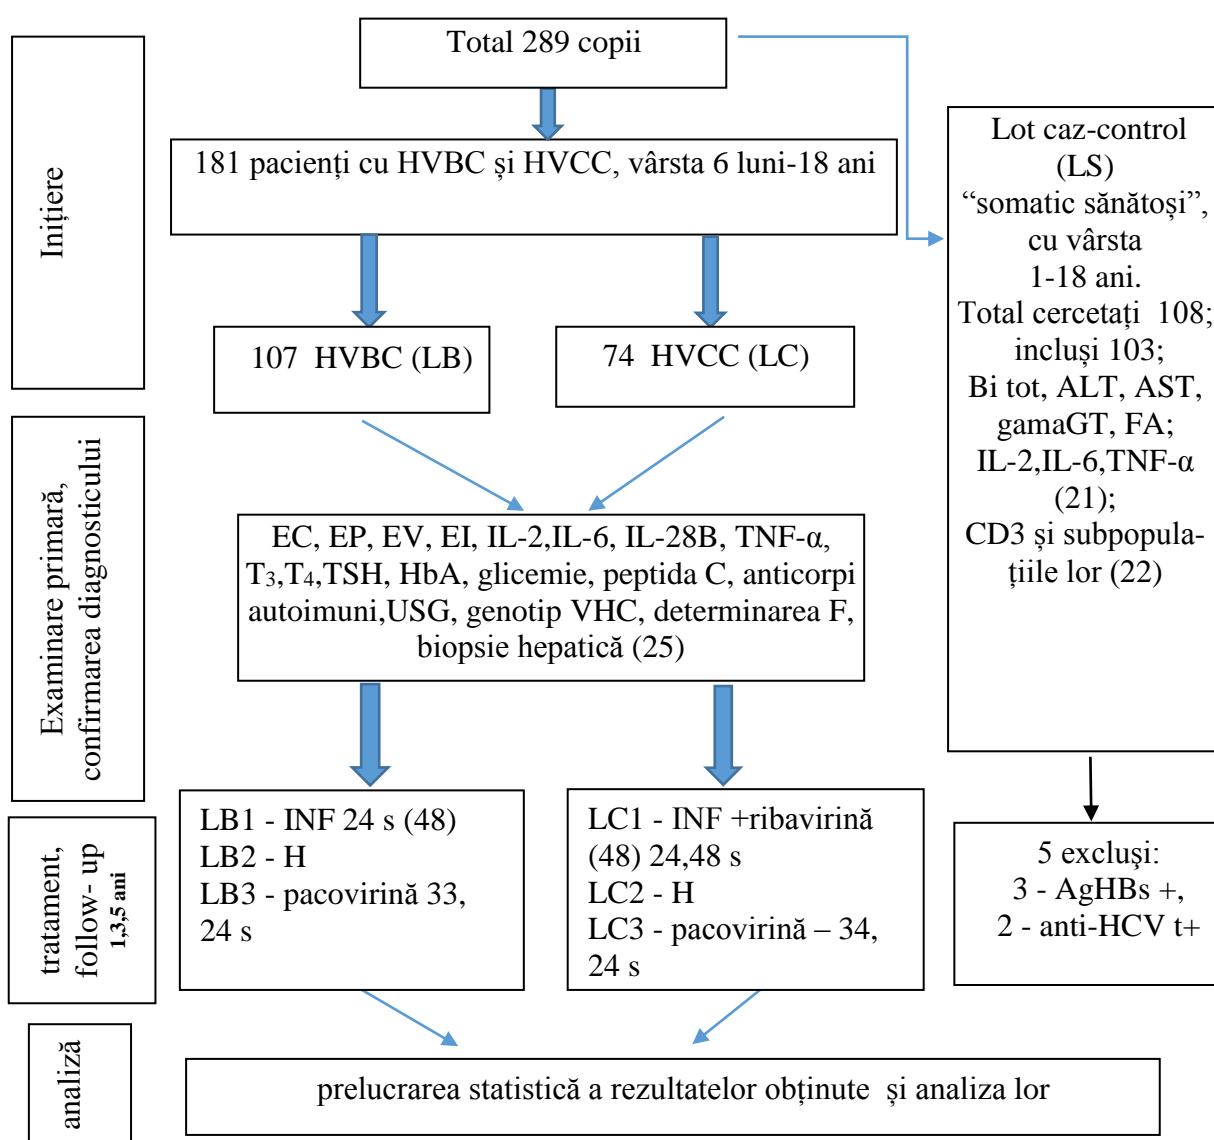 Total 289 copii
Inițiere
181 pacienți cu HVBC și HVCC, vârsta 6 luni-18 ani
107  HVBC (LB)
74  HVCC (LC)
Lot caz-control
(LS)
“somatic sănătoși”,
cu vârsta
1-18 ani.
Total cercetați  108;
incluși 103;
Bi tot, ALT, AST,
gamaGT, FA;
IL-2,IL-6,TNF-α
(21);
CD3 și subpopula-
țiile lor (22)
Examinare primară,
confirmarea diagnosticului
EC, EP, EV, EI, IL-2,IL-6, IL-28B, TNF-α,
T3,T4,TSH, HbA, glicemie, peptida C, anticorpi
autoimuni,USG, genotip VHC, determinarea F,
biopsie hepatică (25)
tratament,
follow- up
1,3,5 ani
LB1 - INF 24 s (48)
LB2 - H
LB3 - pacovirină 33,
24 s
LC1 - INF +ribavirină
(48) 24,48 s
LC2 - H
LC3 - pacovirină – 34,
24 s
5 excluşi:
3 - AgHBs +,
2 - anti-HCV t+
analiză
prelucrarea statistică a rezultatelor obținute  și analiza lor